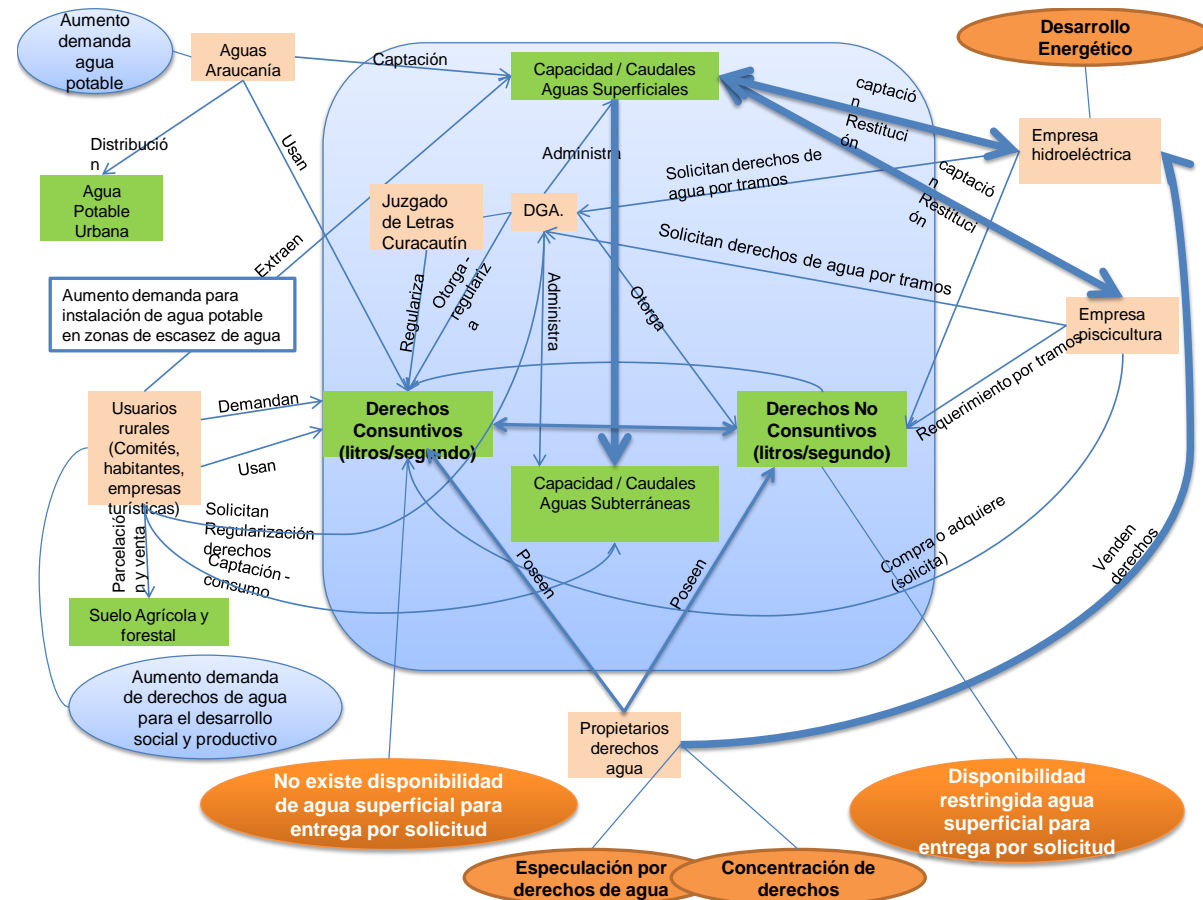 Aumento
demanda
agua
potable
Aguas
Araucanía
Captación
Capacidad / Caudales
Aguas Superficiales
Desarrollo
Energético
captació
n
Restituci
ón
Empresa
hidroeléctrica
captació
n
Restituci
ón
Distribució
n
Usan
Administra
Solicitan derechos de
agua por tramos
Agua
Potable
Urbana
Juzgado
de Letras
Curacautín
DGA.
Solicitan derechos de agua por tramos
Extraen
Regulariza
Otorga -
regulariz
a
Administra
Otorga
Aumento demanda para
instalación de agua potable
en zonas de escasez de agua
Empresa
piscicultura
Requerimiento por tramos
Usuarios
rurales
(Comités,
habitantes,
empresas
turísticas)
Demandan
Usan
Derechos
Consuntivos
(litros/segundo)
Derechos No
Consuntivos
(litros/segundo)
Capacidad / Caudales
Aguas Subterráneas
Solicitan
Regularización
derechos
Captación -
consumo
Parcelació
n y venta
Poseen
Poseen
Compra o adquiere
(solicita)
Venden
derechos
Suelo Agrícola y
forestal
Aumento demanda
de derechos de agua
para el desarrollo
social y productivo
Propietarios
derechos
agua
No existe disponibilidad
de agua superficial para
entrega por solicitud
Disponibilidad
restringida agua
superficial para
entrega por solicitud
Especulación por
derechos de agua
Concentración de
derechos